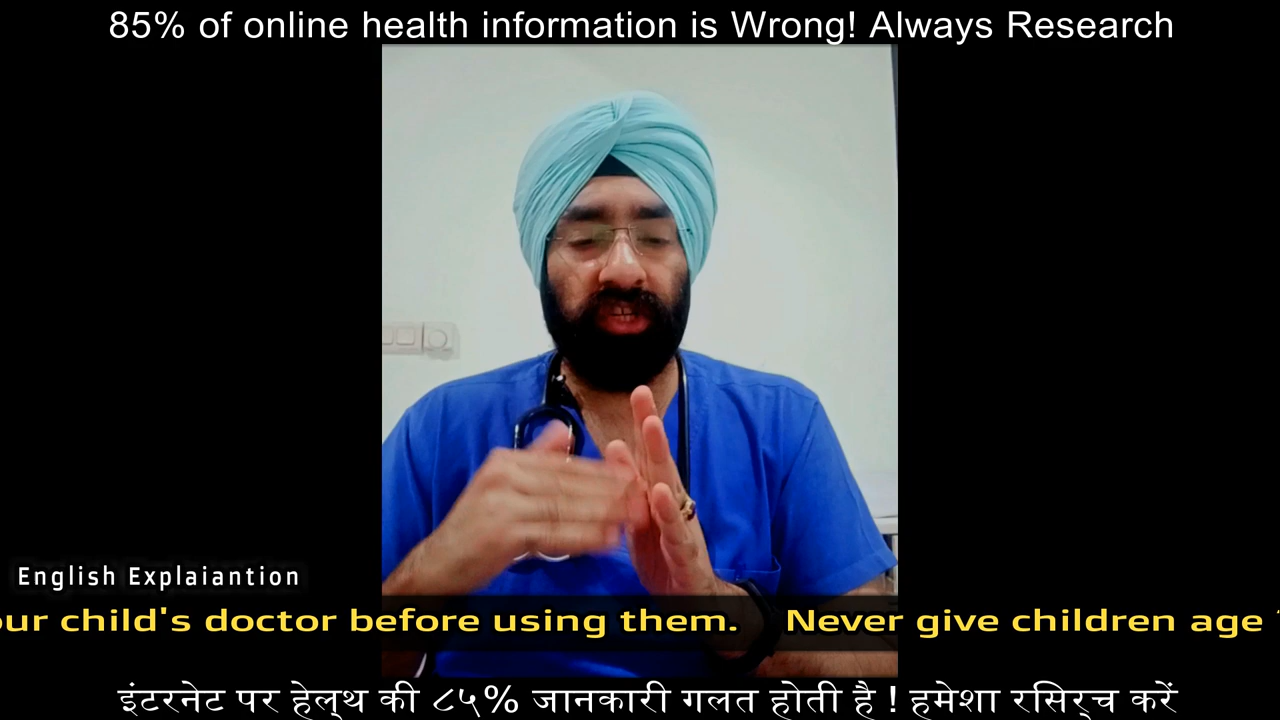 85% of online health information is Wrong! Always Research
English Explaiantion
our child's doctor before using them. Never give children age
इंटरनेट पर हेल्थ की ८५% जानकारी गलत होती है ! हमेशा रसिर्च करें